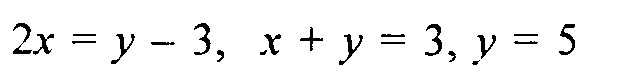 2x = y – 3, x + y = 3, y = 5